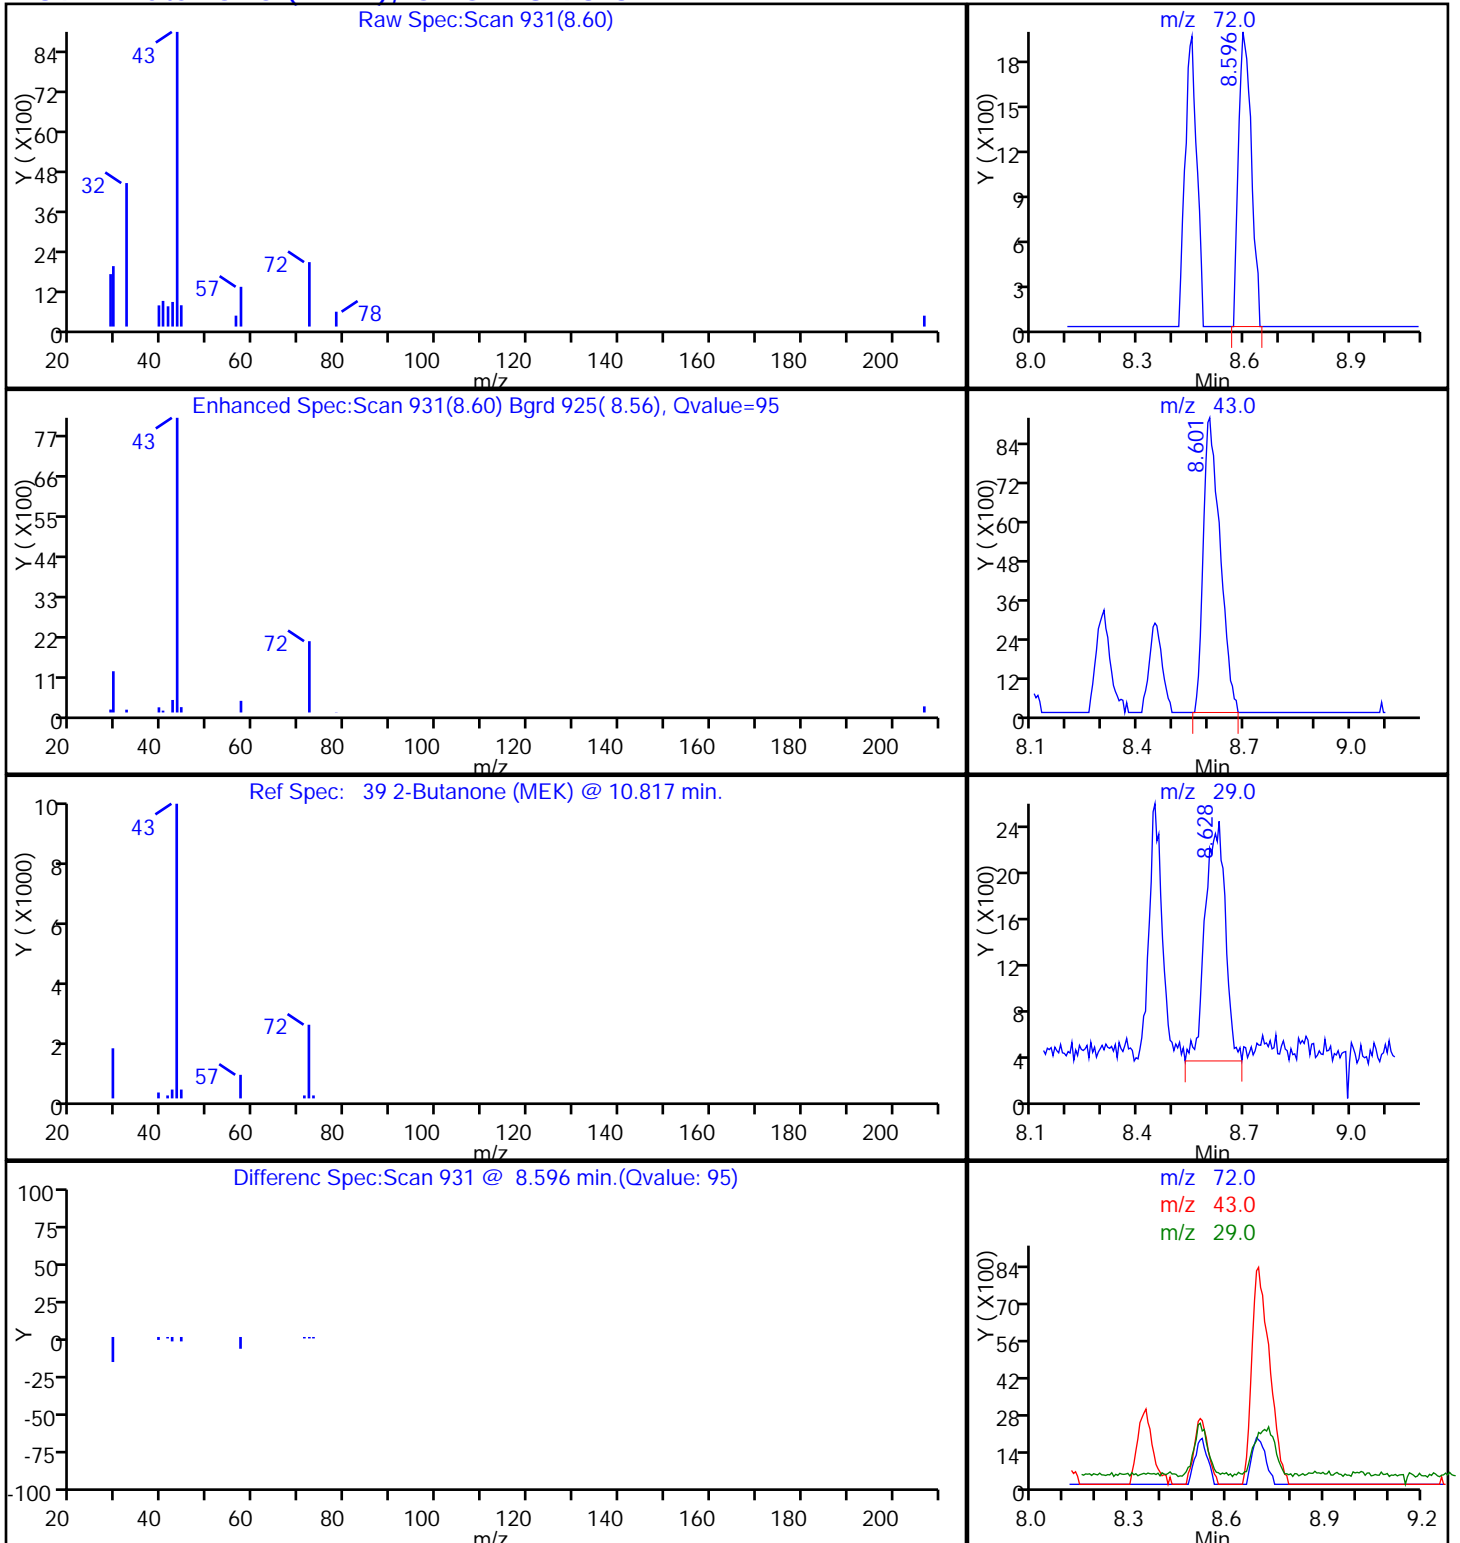 Raw Spec:Scan 931(8.60)
Y ( X100)
84
72
60
48
36
24
12
0
43
32
72
57
78
20 40 60 80 100 120 140 160 180 200
m/z
m/z 72.0
Y ( X100)
18
15
12
9
6
3
0
8.596
8.0 8.3 8.6 8.9
Min
Enhanced Spec:Scan 931(8.60) Bgrd 925( 8.56), Qvalue=95
Y ( X100)
77
66
55
44
33
22
11
0
43
72
20 40 60 80 100 120 140 160 180 200
m/z
m/z 43.0
Y ( X100)
84
72
60
48
36
24
12
0
8.601
8.1 8.4 8.7 9.0
Min
Ref Spec: 39 2-Butanone (MEK) @ 10.817 min.
Y ( X1000)
10
8
6
4
2
0
43
72
57
20 40 60 80 100 120 140 160 180 200
m/z
m/z 29.0
Y ( X100)
24
20
16
12
8
4
0
8.628
8.1 8.4 8.7 9.0
Min
Differenc Spec:Scan 931 @ 8.596 min.(Qvalue: 95)
Y
100
75
50
25
0
-25
-50
-75
-100
20 40 60 80 100 120 140 160 180 200
m/z
m/z 72.0
m/z 43.0
m/z 29.0
Y ( X100)
84
70
56
42
28
14
0
8.0 8.3 8.6 8.9 9.2
Min